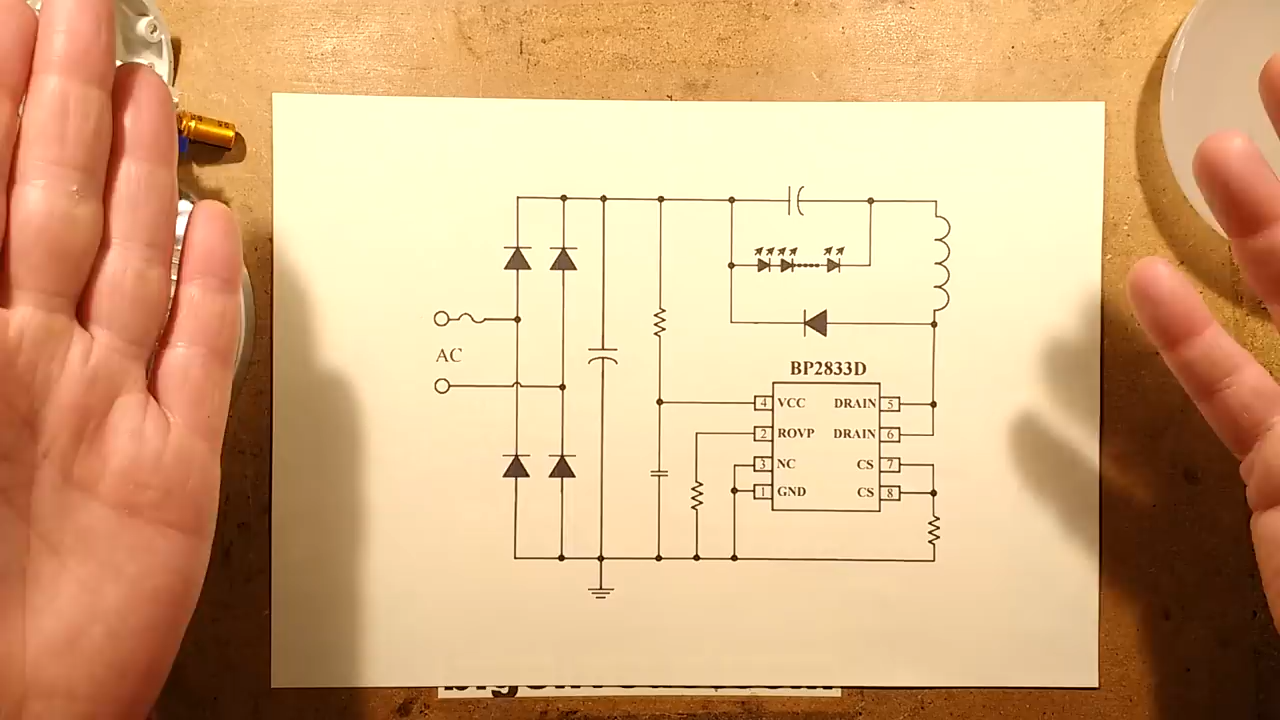 AC
BP2833D
4 VCC DRAIN 5
2 ROVP DRAIN 6
3 NC CS 7
1 GND CS 8